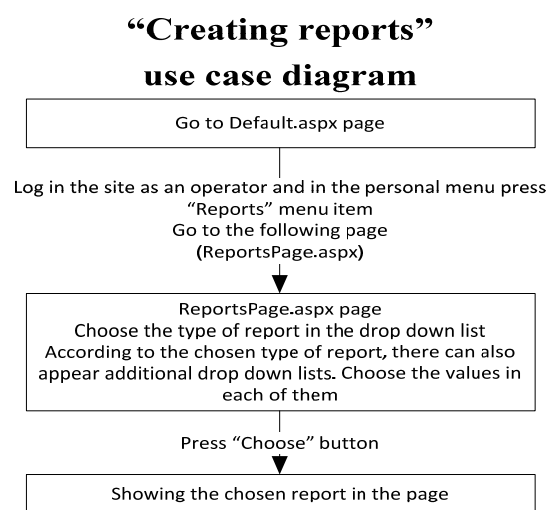 “Creating reports”
use case diagram
Go to Default.aspx page
Log in the site as an operator and in the personal menu press
“Reports” menu item
Go to the following page
(ReportsPage.aspx)
ReportsPage.aspx page
Choose the type of report in the drop down list
According to the chosen type of report, there can also
appear additional drop down lists. Choose the values in
each of them
Press “Choose” button
Showing the chosen report in the page